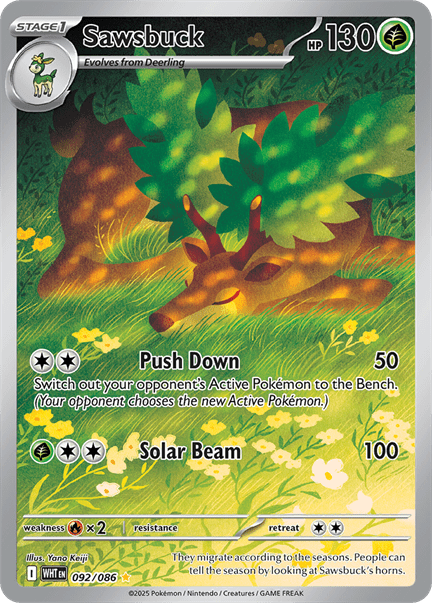 STAGE 1
Sawsbuck
HP 130
Evolves from Deerling
Push Down 50
Switch out your opponent's Active Pokémon to the Bench.
(Your opponent chooses the new Active Pokémon.)
Solar Beam 100
weakness ×2 resistance retreat
Illus. Yano Keiji
I WHT EN 092/086
They migrate according to the seasons. People can
tell the season by looking at Sawsbuck's horns.
©2025 Pokémon / Nintendo / Creatures / GAME FREAK